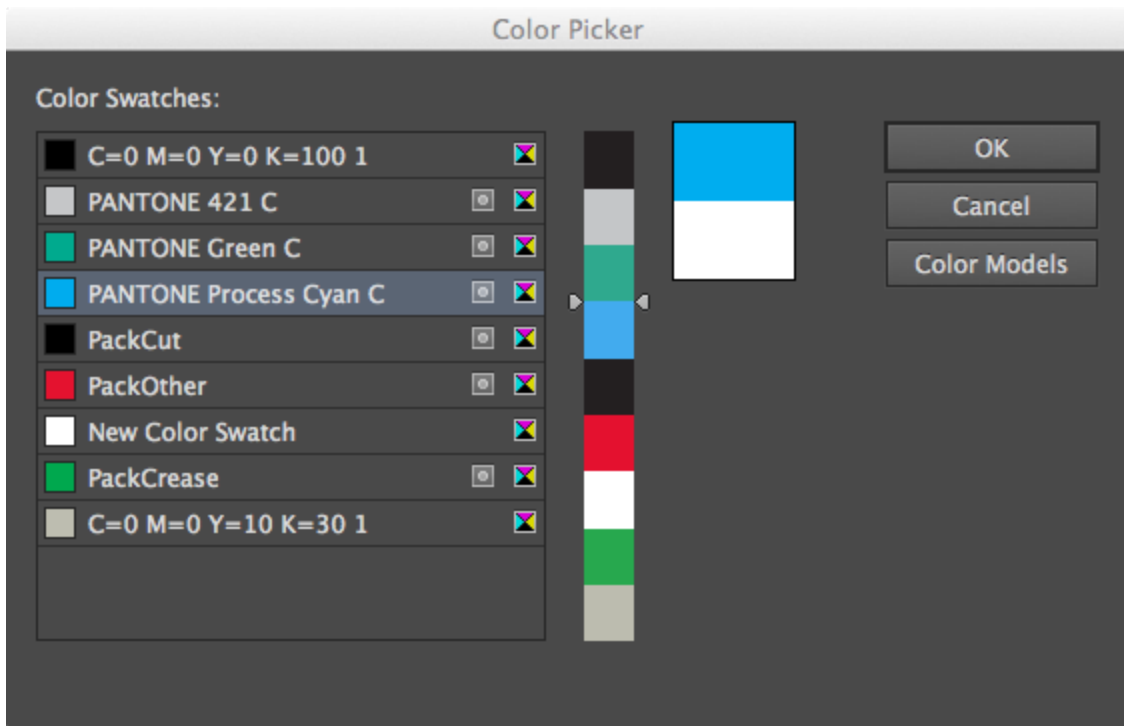 Color Picker
Color Swatches:
C=0 M=0 Y=0 K=100 1
PANTONE 421 C
PANTONE Green C
PANTONE Process Cyan C
PackCut
PackOther
New Color Swatch
PackCrease
C=0 M=0 Y=10 K=30 1
OK
Cancel
Color Models